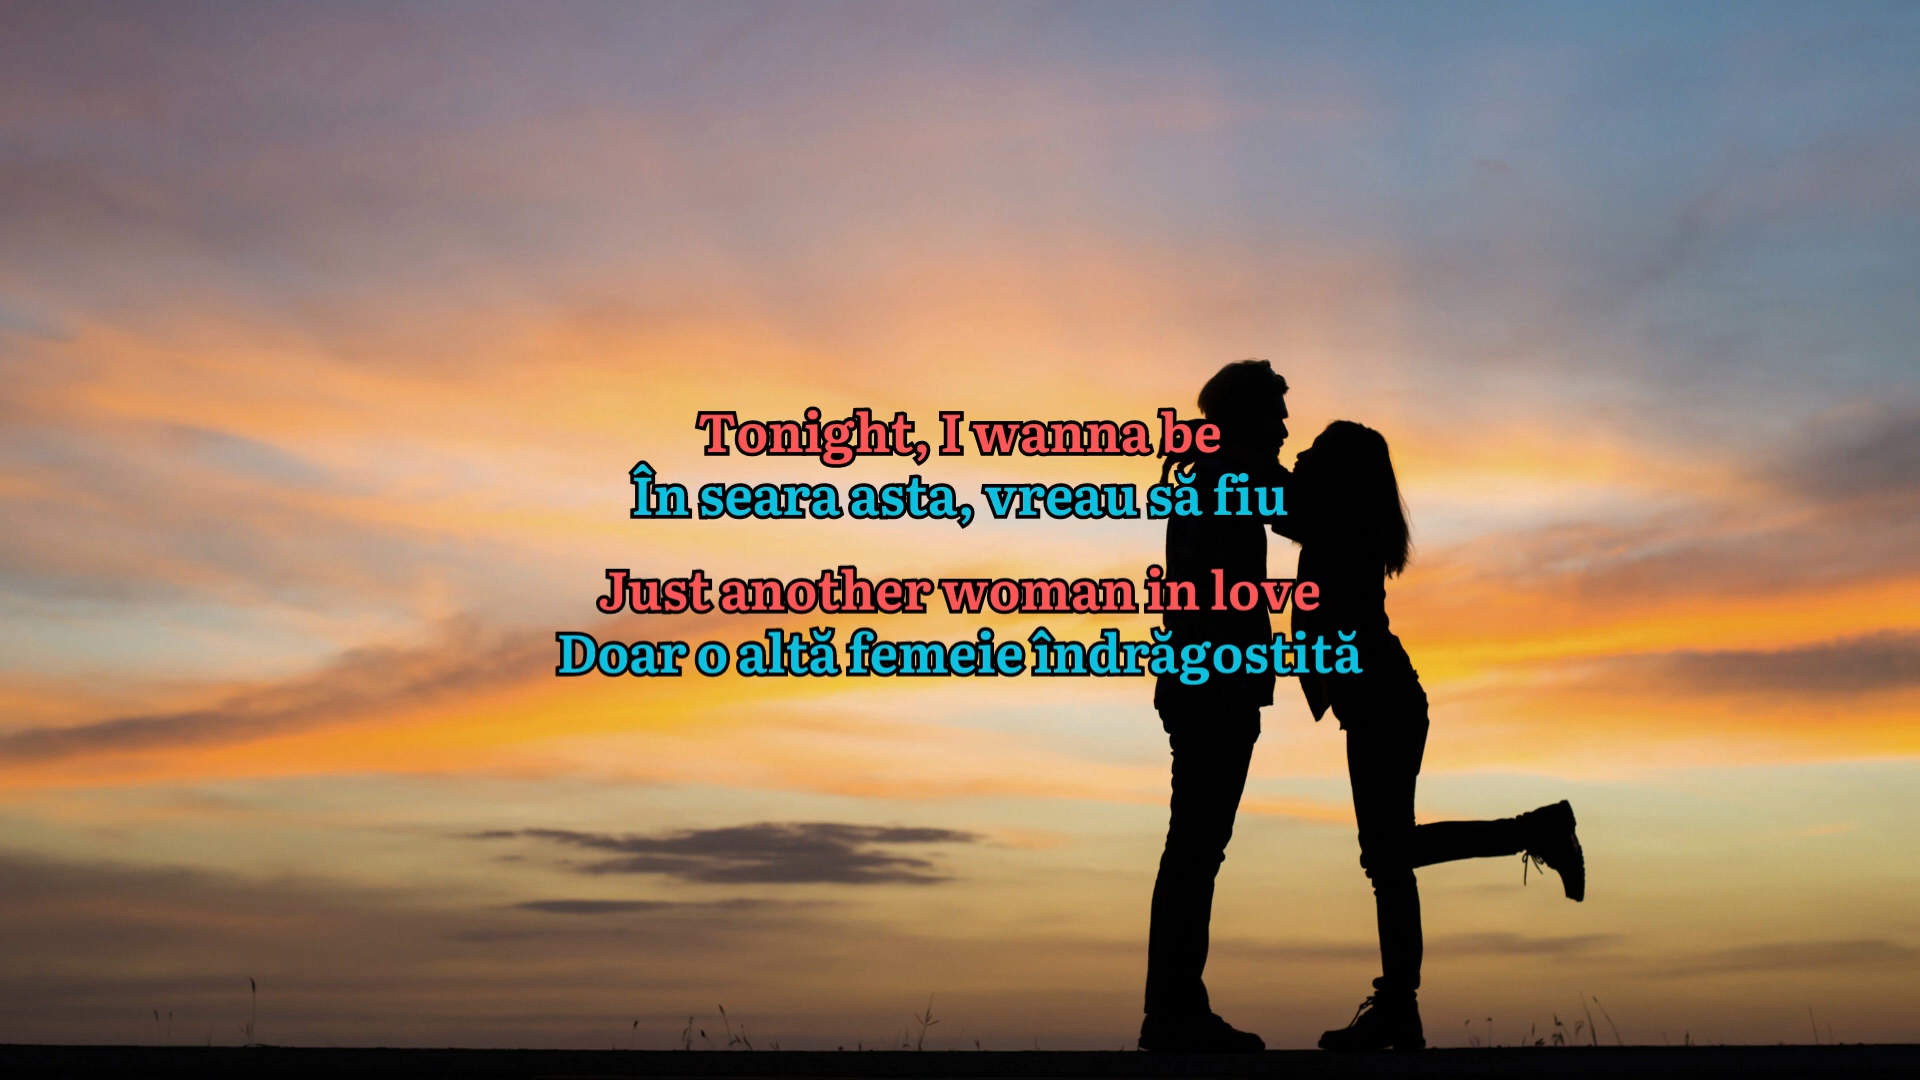 Tonight, I wanna be
În seara asta, vreau să fiu
Just another woman in love
Doar o altă femeie îndrăgostită